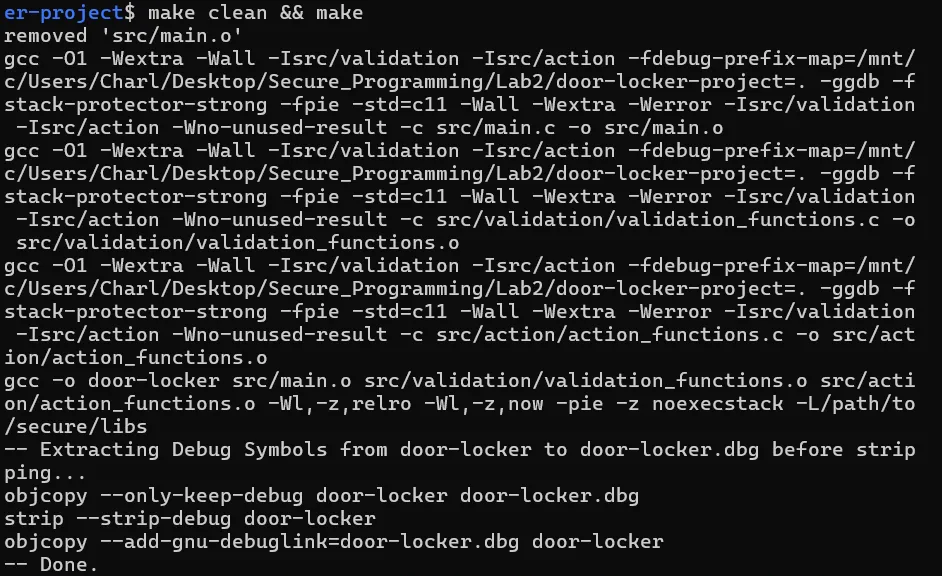 er-project$ make clean && make
removed 'src/main.o'
gcc -O1 -Wextra -Wall -Isrc/validation -Isrc/action -fdebug-prefix-map=/mnt/
c/Users/Charl/Desktop/Secure_Programming/Lab2/door-locker-project=. -ggdb -f
stack-protector-strong -fpie -std=c11 -Wall -Wextra -Werror -Isrc/validation
 -Isrc/action -Wno-unused-result -c src/main.c -o src/main.o
gcc -O1 -Wextra -Wall -Isrc/validation -Isrc/action -fdebug-prefix-map=/mnt/
c/Users/Charl/Desktop/Secure_Programming/Lab2/door-locker-project=. -ggdb -f
stack-protector-strong -fpie -std=c11 -Wall -Wextra -Werror -Isrc/validation
 -Isrc/action -Wno-unused-result -c src/validation/validation_functions.c -o
 src/validation/validation_functions.o
gcc -O1 -Wextra -Wall -Isrc/validation -Isrc/action -fdebug-prefix-map=/mnt/
c/Users/Charl/Desktop/Secure_Programming/Lab2/door-locker-project=. -ggdb -f
stack-protector-strong -fpie -std=c11 -Wall -Wextra -Werror -Isrc/validation
 -Isrc/action -Wno-unused-result -c src/action/action_functions.c -o src/act
ion/action_functions.o
gcc -o door-locker src/main.o src/validation/validation_functions.o src/acti
on/action_functions.o -Wl,-z,relro -Wl,-z,now -pie -z noexecstack -L/path/to
/secure/libs
-- Extracting Debug Symbols from door-locker to door-locker.dbg before strip
ping...
objcopy --only-keep-debug door-locker door-locker.dbg
strip --strip-debug door-locker
objcopy --add-gnu-debuglink=door-locker.dbg door-locker
-- Done.